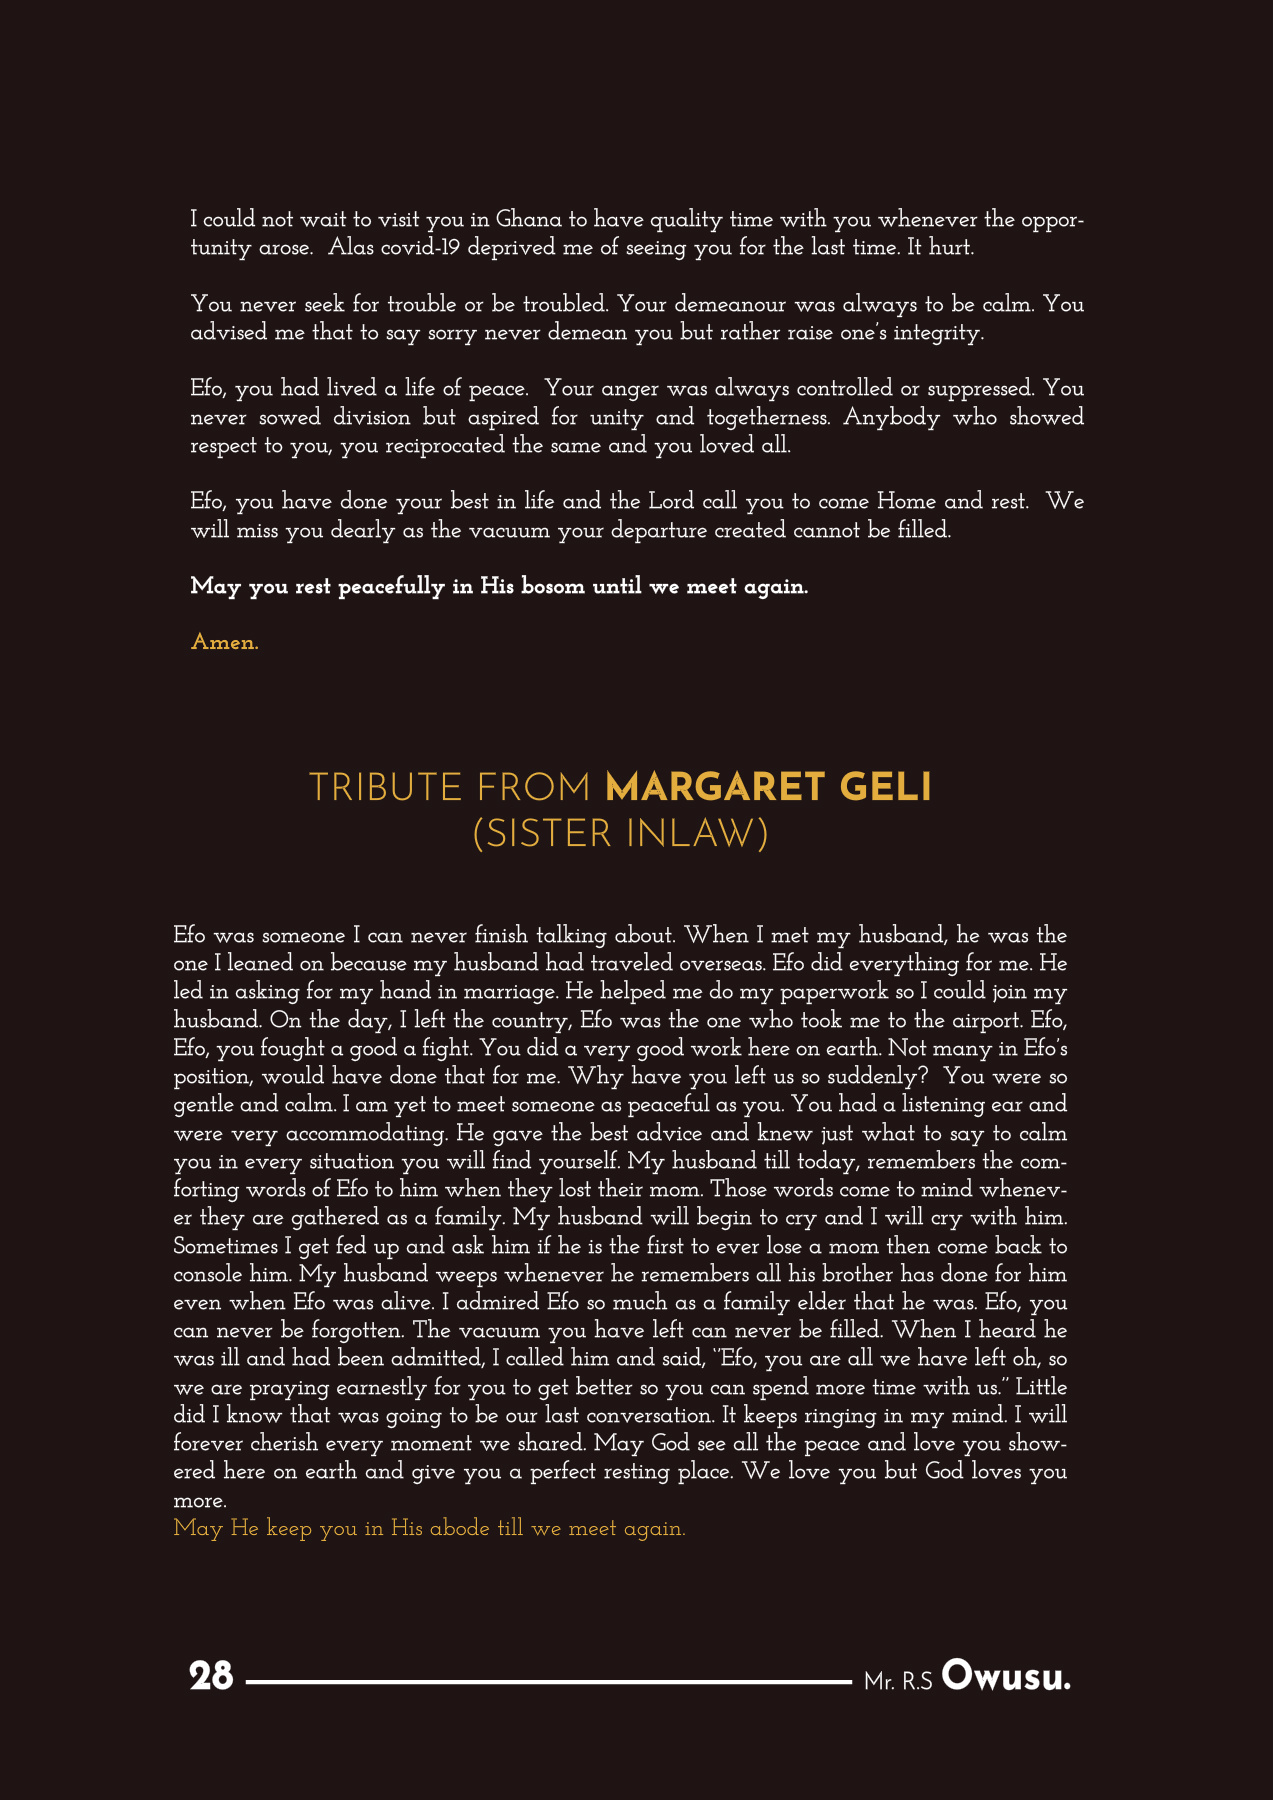 I could not wait to visit you in Ghana to have quality time with you whenever the oppor-
tunity arose.  Alas covid-19 deprived me of seeing you for the last time. It hurt.
You never seek for trouble or be troubled. Your demeanour was always to be calm. You
advised me that to say sorry never demean you but rather raise one's integrity.
Efo, you had lived a life of peace.  Your anger was always controlled or suppressed. You
never sowed division but aspired for unity and togetherness. Anybody who showed
respect to you, you reciprocated the same and you loved all.
Efo, you have done your best in life and the Lord call you to come Home and rest.  We
will miss you dearly as the vacuum your departure created cannot be filled.
May you rest peacefully in His bosom until we meet again.
Amen.
TRIBUTE FROM MARGARET GELI
(SISTER INLAW)
Efo was someone I can never finish talking about. When I met my husband, he was the
one I leaned on because my husband had traveled overseas. Efo did everything for me. He
led in asking for my hand in marriage. He helped me do my paperwork so I could join my
husband. On the day, I left the country, Efo was the one who took me to the airport. Efo,
Efo, you fought a good a fight. You did a very good work here on earth. Not many in Efo's
position, would have done that for me. Why have you left us so suddenly?  You were so
gentle and calm. I am yet to meet someone as peaceful as you. You had a listening ear and
were very accommodating. He gave the best advice and knew just what to say to calm
you in every situation you will find yourself. My husband till today, remembers the com-
forting words of Efo to him when they lost their mom. Those words come to mind whenev-
er they are gathered as a family. My husband will begin to cry and I will cry with him.
Sometimes I get fed up and ask him if he is the first to ever lose a mom then come back to
console him. My husband weeps whenever he remembers all his brother has done for him
even when Efo was alive. I admired Efo so much as a family elder that he was. Efo, you
can never be forgotten. The vacuum you have left can never be filled. When I heard he
was ill and had been admitted, I called him and said, "Efo, you are all we have left oh, so
we are praying earnestly for you to get better so you can spend more time with us." Little
did I know that was going to be our last conversation. It keeps ringing in my mind. I will
forever cherish every moment we shared. May God see all the peace and love you show-
ered here on earth and give you a perfect resting place. We love you but God loves you
more.
May He keep you in His abode till we meet again.
28 Mr. R.S Owusu.